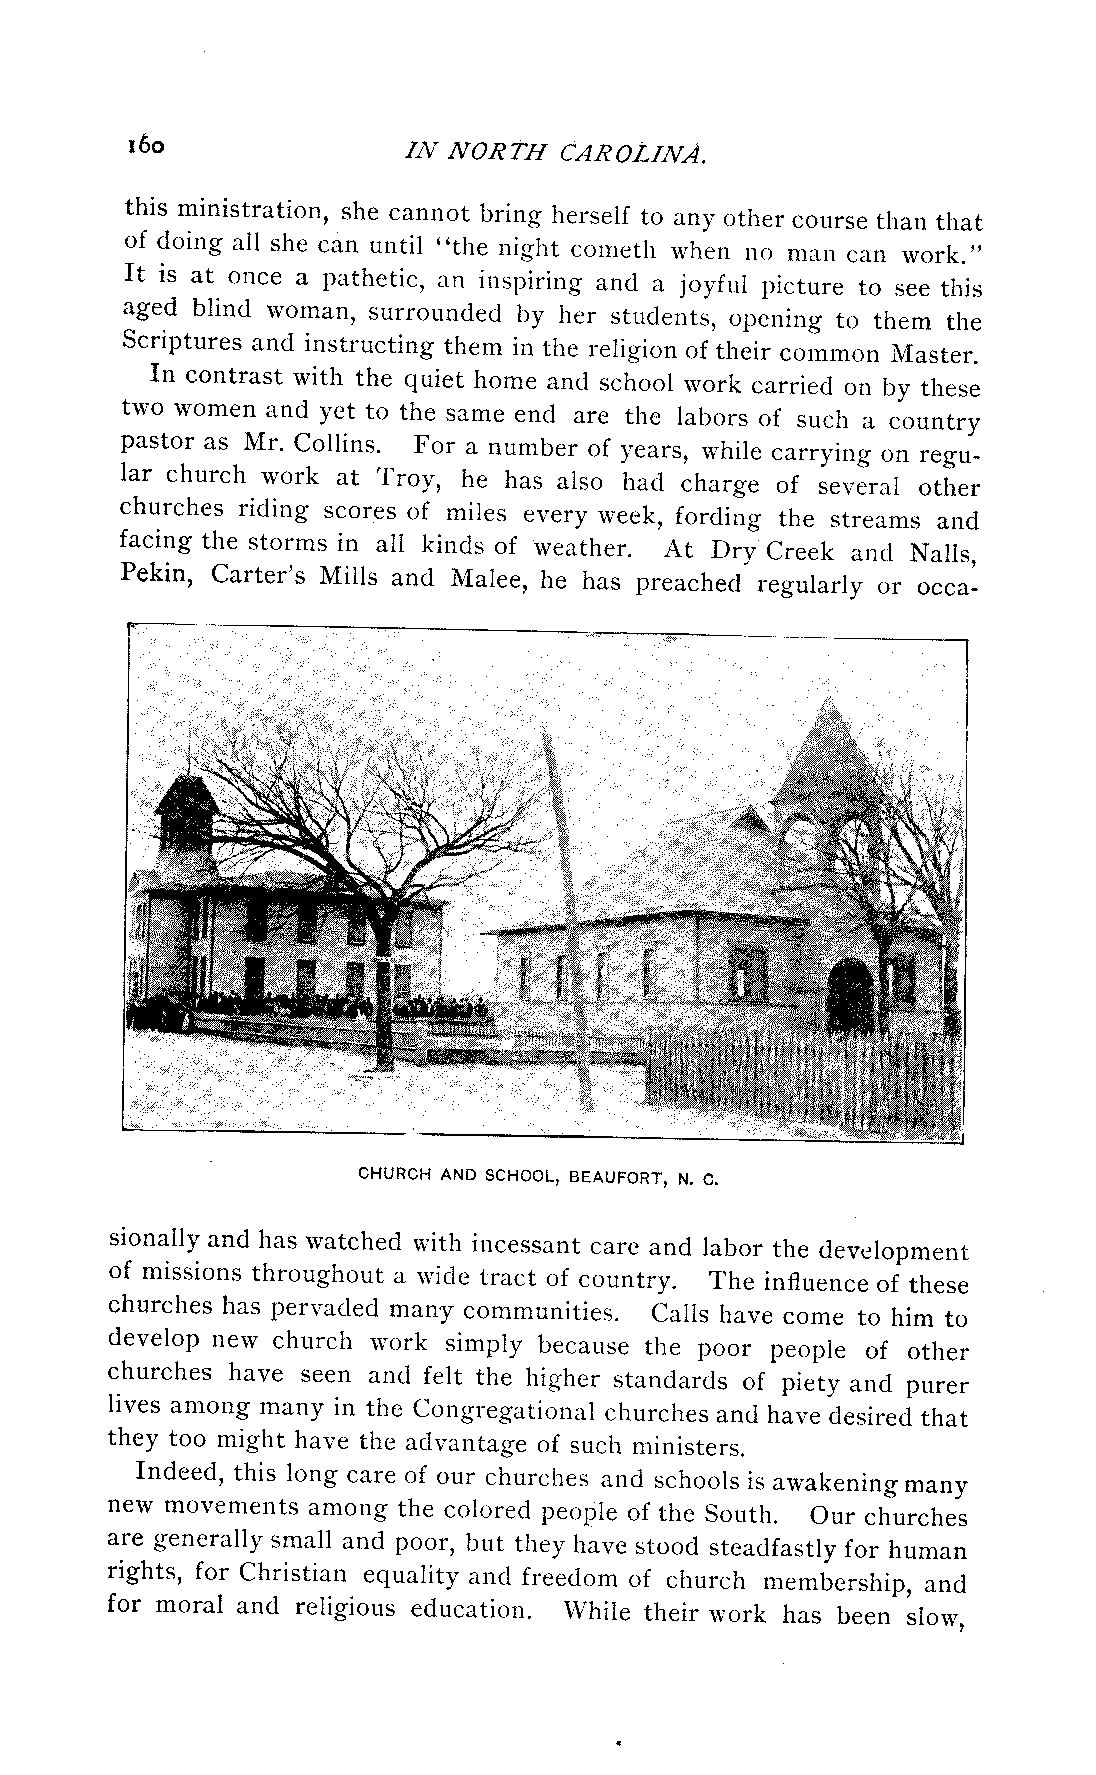 160
IN NORTH CAROLINA.
this ministration, she cannot bring herself to any other course than that
of doing all she can until "the night cometh when no man can work."
It is at once a pathetic, an inspiring and a joyful picture to see this
aged blind woman, surrounded by her students, opening to them the
Scriptures and instructing them in the religion of their common Master.
In contrast with the quiet home and school work carried on by these
two women and yet to the same end are the labors of such a country
pastor as Mr. Collins. For a number of years, while carrying on regu-
lar church work at Troy, he has also had charge of several other
churches riding scores of miles every week, fording the streams and
facing the storms in all kinds of weather. At Dry Creek and Nalls,
Pekin, Carter's Mills and Malee, he has preached regularly or occa-
CHURCH AND SCHOOL, BEAUFORT, N. C.
sionally and has watched with incessant care and labor the development
of missions throughout a wide tract of country. The influence of these
churches has pervaded many communities. Calls have come to him to
develop new church work simply because the poor people of other
churches have seen and felt the higher standards of piety and purer
lives among many in the Congregational churches and have desired that
they too might have the advantage of such ministers.
Indeed, this long care of our churches and schools is awakening many
new movements among the colored people of the South. Our churches
are generally small and poor, but they have stood steadfastly for human
rights, for Christian equality and freedom of church membership, and
for moral and religious education. While their work has been slow,